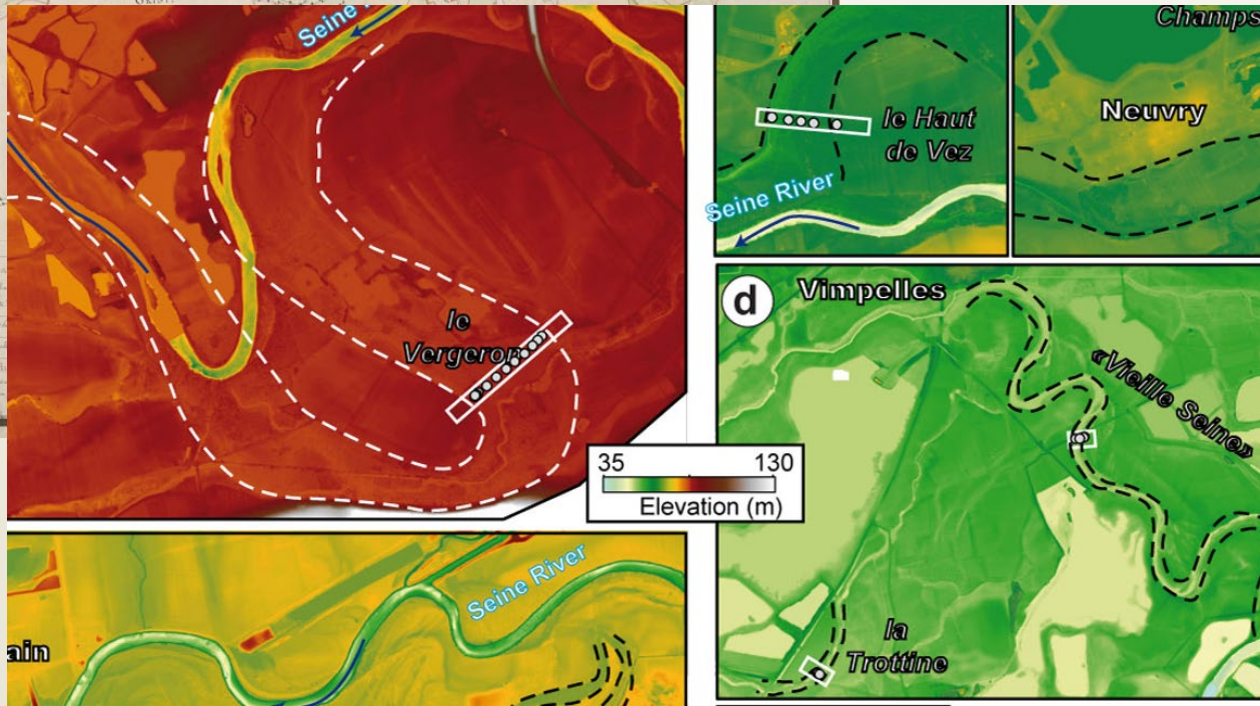 Seine
le
Vergeron
le Haut
de Vez
Seine River
Champs
Neuvry
d
Vimpelles
«Vieille Seine»
la
Trottine
35 130
Elevation (m)
Seine River
ain